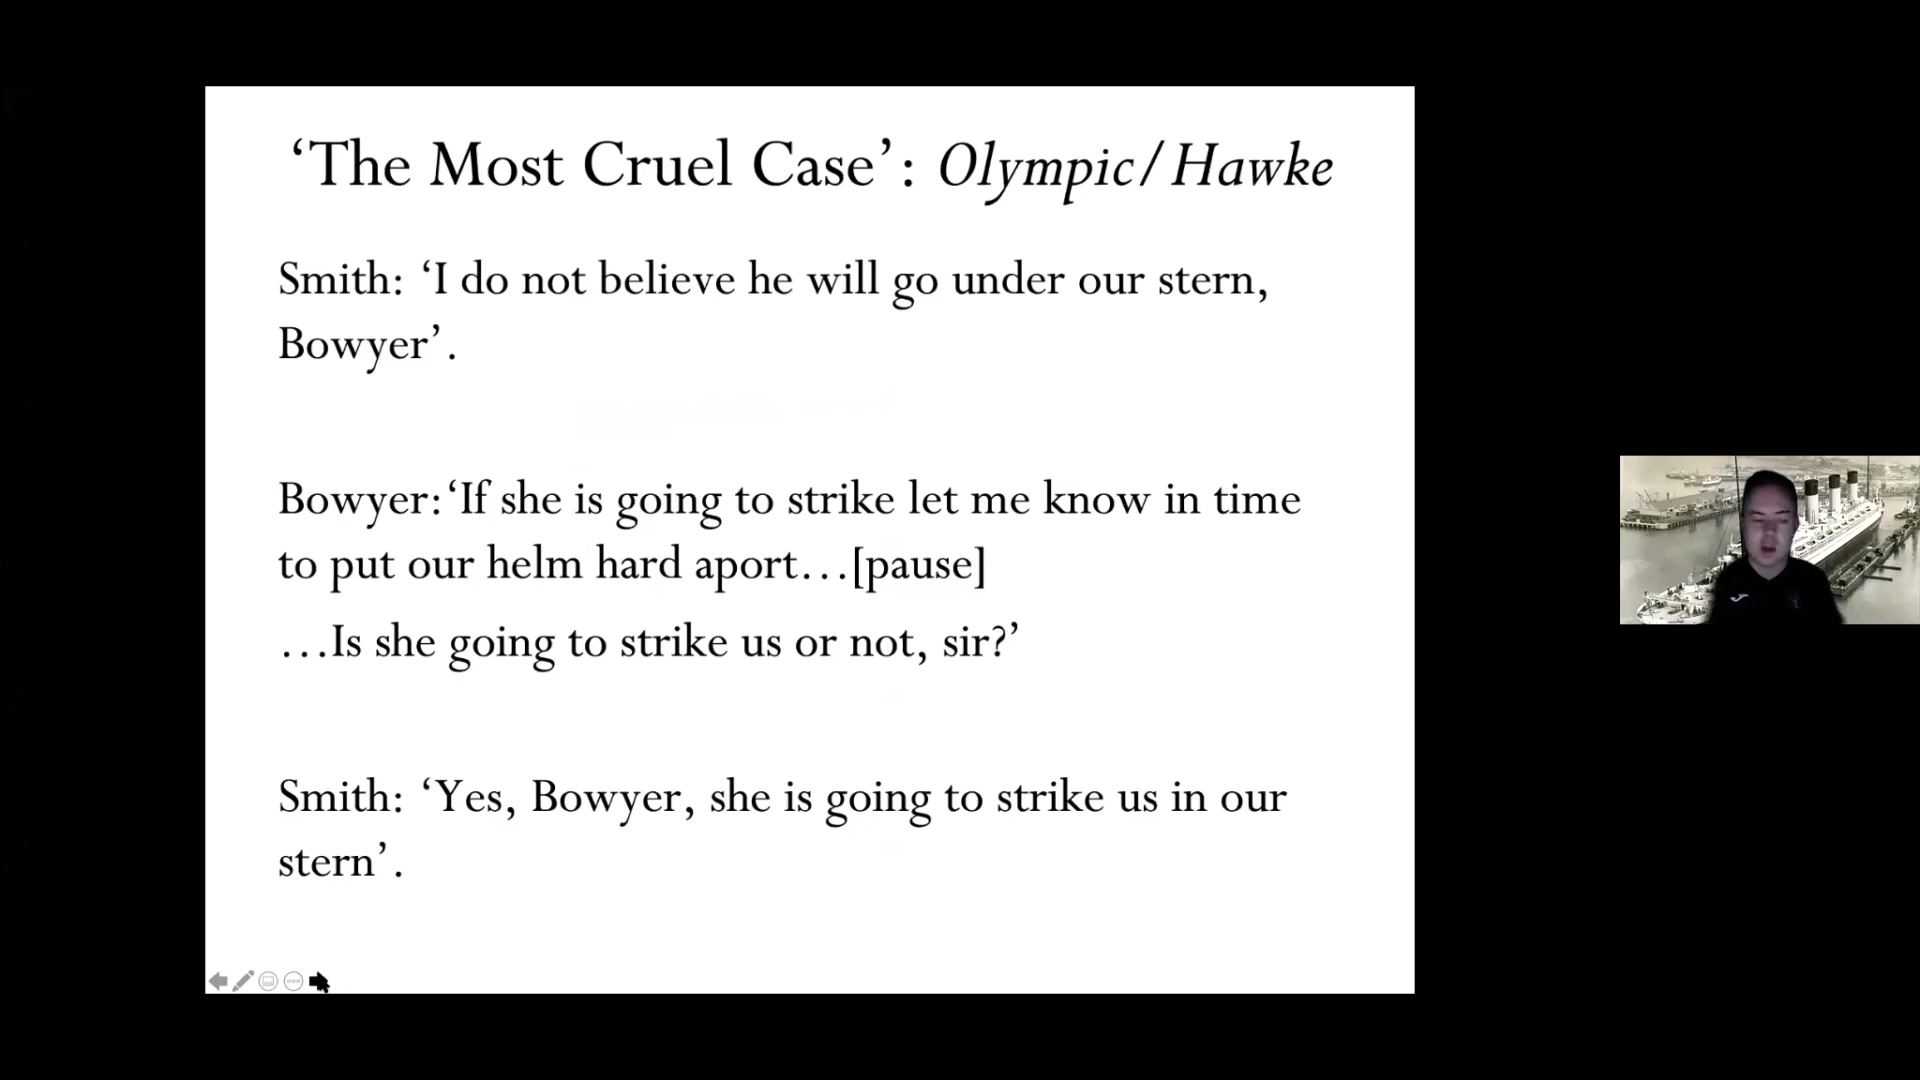 ‘The Most Cruel Case’: Olympic/Hawke
Smith: ‘I do not believe he will go under our stern,
Bowyer’.
Bowyer:‘If she is going to strike let me know in time
to put our helm hard aport…[pause]
…Is she going to strike us or not, sir?’
Smith: ‘Yes, Bowyer, she is going to strike us in our
stern’.